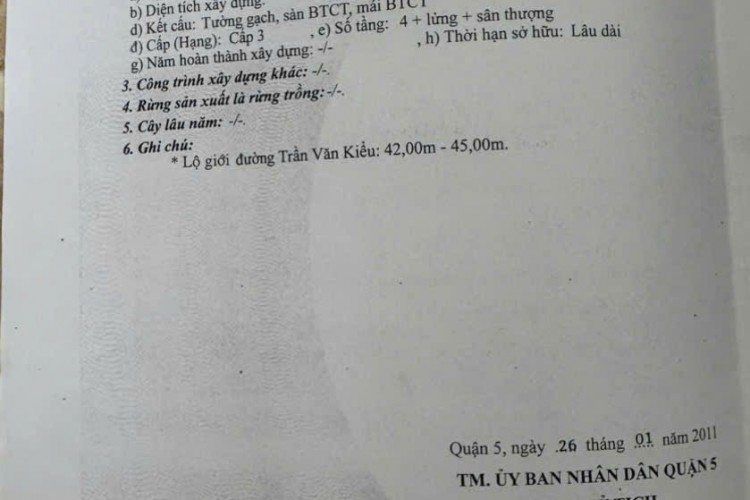 b) Diện tích xây dựng:
d) Kết cấu: Tường gạch, sàn BTCT, mái BTCT
đ) Cấp (Hạng): Cấp 3 , e) Số tầng: 4 + lửng + sân thượng
g) Năm hoàn thành xây dựng: -/- , h) Thời hạn sở hữu: Lâu dài
3. Công trình xây dựng khác: -/-.
4. Rừng sản xuất là rừng trồng: -/-.
5. Cây lâu năm: -/-.
6. Ghi chú:
* Lộ giới đường Trần Văn Kiểu: 42,00m - 45,00m.
Quận 5, ngày .26 tháng .01 năm 2011
TM. ỦY BAN NHÂN DÂN QUẬN 5